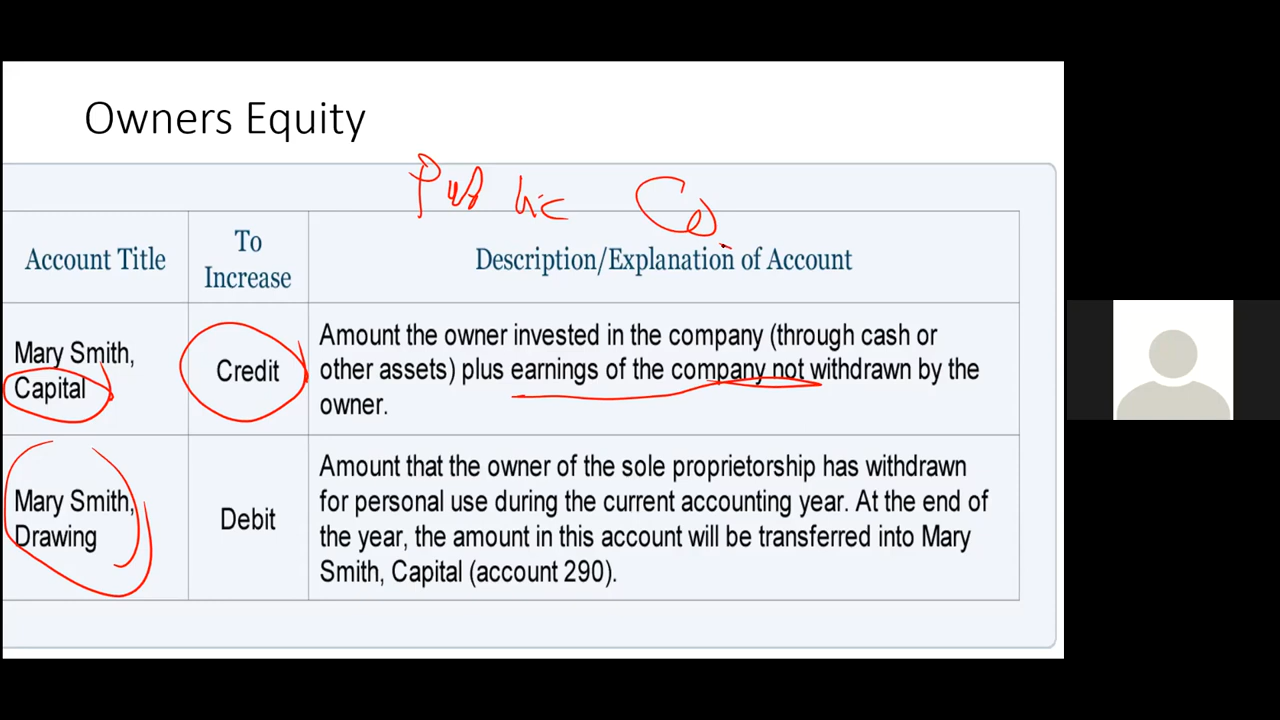 Owners Equity
Public Co
Account Title
To
Increase
Description/Explanation of Account
Mary Smith,
Capital
Credit
Amount the owner invested in the company (through cash or
other assets) plus earnings of the company not withdrawn by the
owner.
Mary Smith,
Drawing
Debit
Amount that the owner of the sole proprietorship has withdrawn
for personal use during the current accounting year. At the end of
the year, the amount in this account will be transferred into Mary
Smith, Capital (account 290).